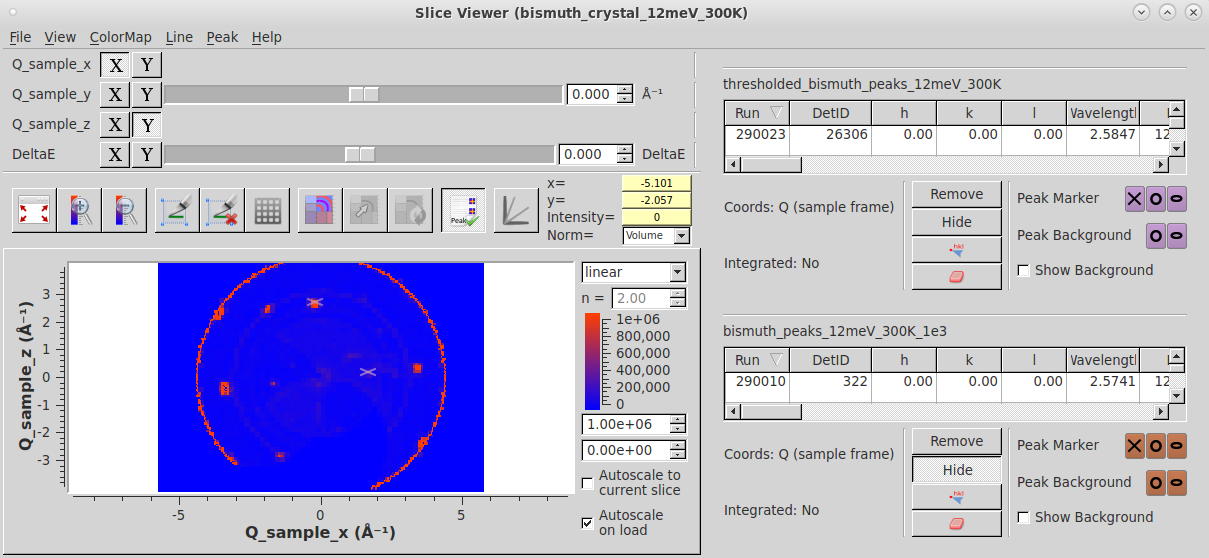 Slice Viewer (bismuth_crystal_12meV_300K)
File View ColorMap Line Peak Help
Q_sample_x X Y
Q_sample_y X Y 0.000 Å⁻¹
Q_sample_z X Y
DeltaE X Y 0.000 DeltaE
Peak
x= -5.101
y= -2.057
Intensity= 0
Norm= Volume
Q_sample_z (Å⁻¹)
3
2
1
0
-1
-2
-3
-5 0 5
Q_sample_x (Å⁻¹)
linear
n = 2.00
1e+06
800,000
600,000
400,000
200,000
0
1.00e+06
0.00e+00
Autoscale to
current slice
Autoscale
on load
thresholded_bismuth_peaks_12meV_300K
Run DetID h k l Wavelengtl
290023 26306 0.00 0.00 0.00 2.5847 12
Coords: Q (sample frame)
Integrated: No
Remove
Hide
hkl
Peak Marker
Peak Background
Show Background
bismuth_peaks_12meV_300K_1e3
Run DetID h k l Wavelengtl
290010 322 0.00 0.00 0.00 2.5741 12
Coords: Q (sample frame)
Integrated: No
Remove
Hide
hkl
Peak Marker
Peak Background
Show Background